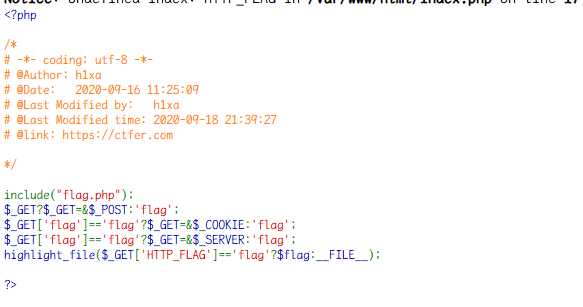 Notice: Undefined index: HTTP_FLAG in /var/www/html/index.php on line 17
<?php
/*
# -*- coding: utf-8 -*-
# @Author: h1xa
# @Date:   2020-09-16 11:25:09
# @Last Modified by:   h1xa
# @Last Modified time: 2020-09-18 21:39:27
# @link: https://ctfer.com
*/
include("flag.php");
$_GET?$_GET=&$_POST:'flag';
$_GET['flag']=='flag'?$_GET=&$_COOKIE:'flag';
$_GET['flag']=='flag'?$_GET=&$_SERVER:'flag';
highlight_file($_GET['HTTP_FLAG']=='flag'?$flag:__FILE__);
?>